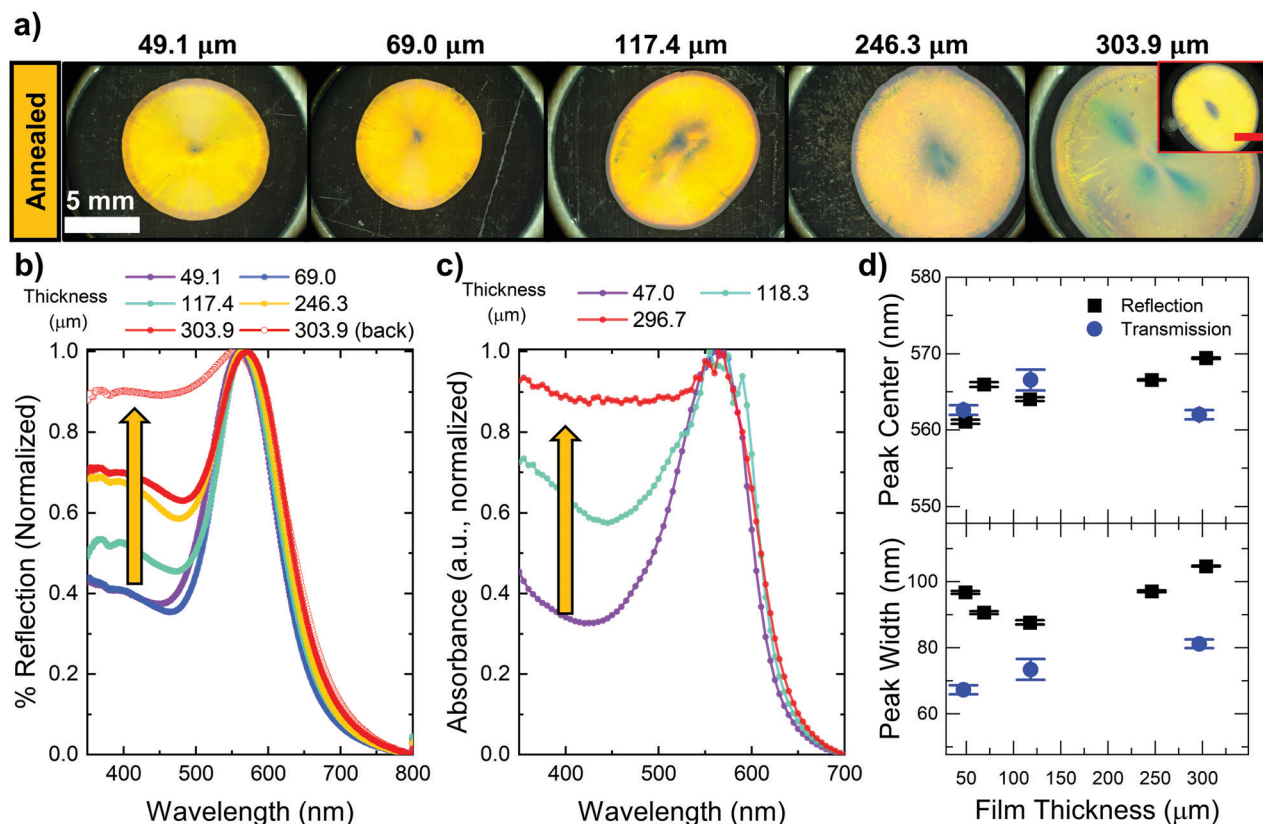 a)
49.1 μm 69.0 μm 117.4 μm 246.3 μm 303.9 μm
Annealed
5 mm
b)
Thickness
(μm)
49.1 69.0
117.4 246.3
303.9 303.9 (back)
% Reflection (Normalized)
1.0
0.8
0.6
0.4
0.2
0.0
400 500 600 700 800
Wavelength (nm)
c)
Thickness
(μm)
47.0 118.3
296.7
Absorbance (a.u., normalized)
1.0
0.8
0.6
0.4
0.2
0.0
400 500 600 700
Wavelength (nm)
d)
Reflection
Transmission
Peak Center (nm)
580
570
560
550
Peak Width (nm)
100
80
60
50 100 150 200 250 300
Film Thickness (μm)